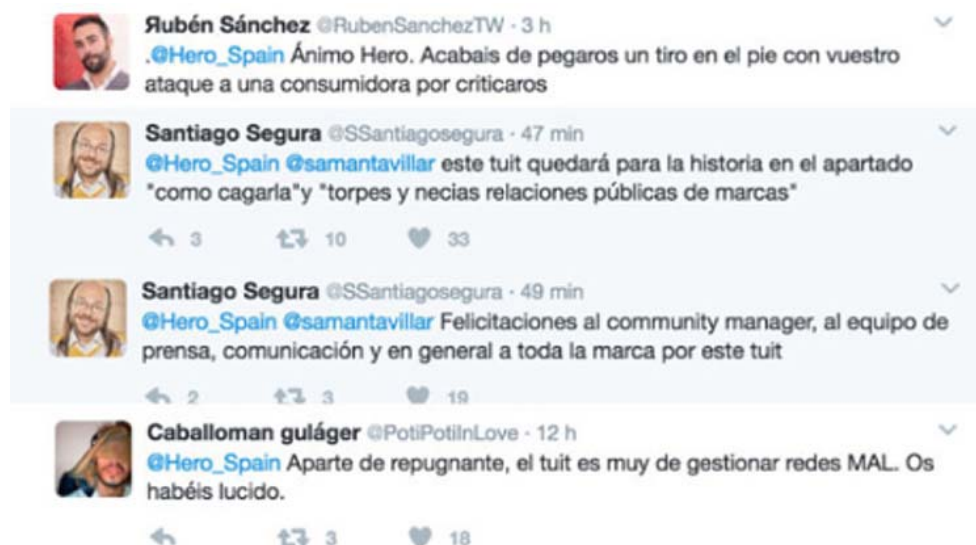 Яubén Sánchez @RubenSanchezTW · 3 h
.@Hero_Spain Ánimo Hero. Acabais de pegaros un tiro en el pie con vuestro
ataque a una consumidora por criticaros
Santiago Segura @SSantiagosegura · 47 min
@Hero_Spain @samantavillar este tuit quedará para la historia en el apartado
"como cagarla"y "torpes y necias relaciones públicas de marcas"
3 10 33
Santiago Segura @SSantiagosegura · 49 min
@Hero_Spain @samantavillar Felicitaciones al community manager, al equipo de
prensa, comunicación y en general a toda la marca por este tuit
2 3 19
Caballoman guláger @PotiPotiInLove · 12 h
@Hero_Spain Aparte de repugnante, el tuit es muy de gestionar redes MAL. Os
habéis lucido.
3 18